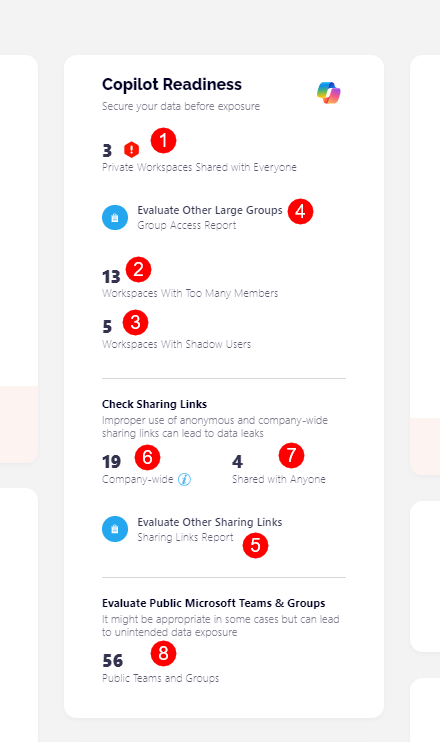 Copilot Readiness
Secure your data before exposure
3 1
Private Workspaces Shared with Everyone
Evaluate Other Large Groups 4
Group Access Report
13 2
Workspaces With Too Many Members
5 3
Workspaces With Shadow Users
Check Sharing Links
Improper use of anonymous and company-wide
sharing links can lead to data leaks
19 6
Company-wide i
4 7
Shared with Anyone
Evaluate Other Sharing Links
Sharing Links Report 5
Evaluate Public Microsoft Teams & Groups
It might be appropriate in some cases but can lead
to unintended data exposure
56 8
Public Teams and Groups